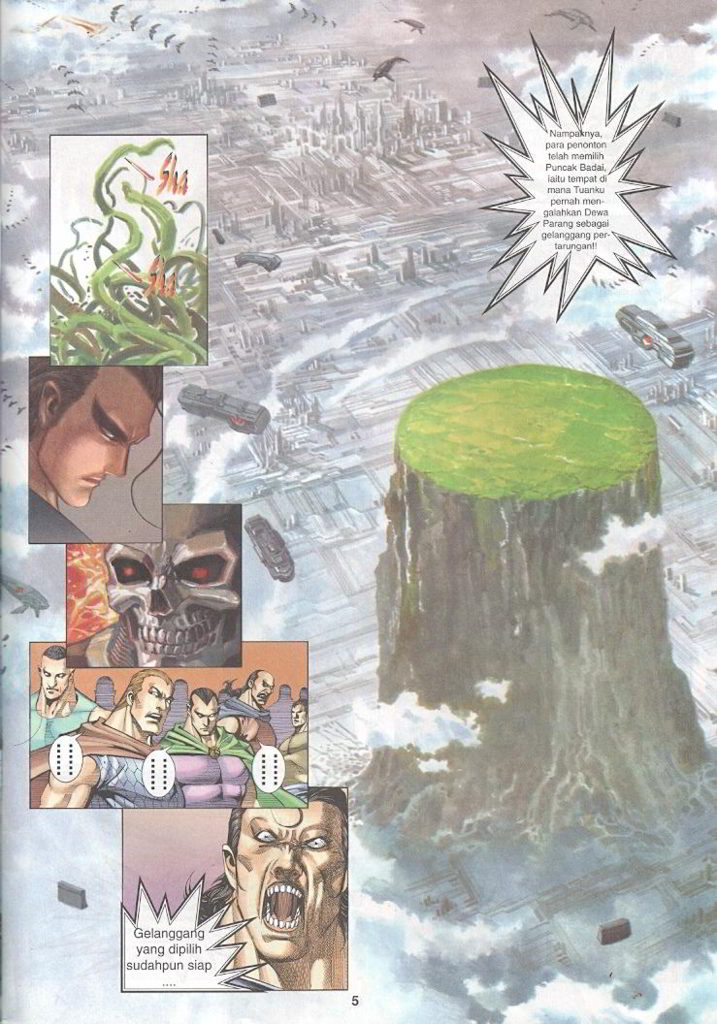 Nampaknya,
para penonton
telah memilih
Puncak Badai,
iaitu tempat di
mana Tuanku
pernah men-
galahkan Dewa
Parang sebagai
gelanggang per-
tarungan!!
Sha
Sha
......
......
......
Gelanggang
yang dipilih
sudahpun siap
....
5